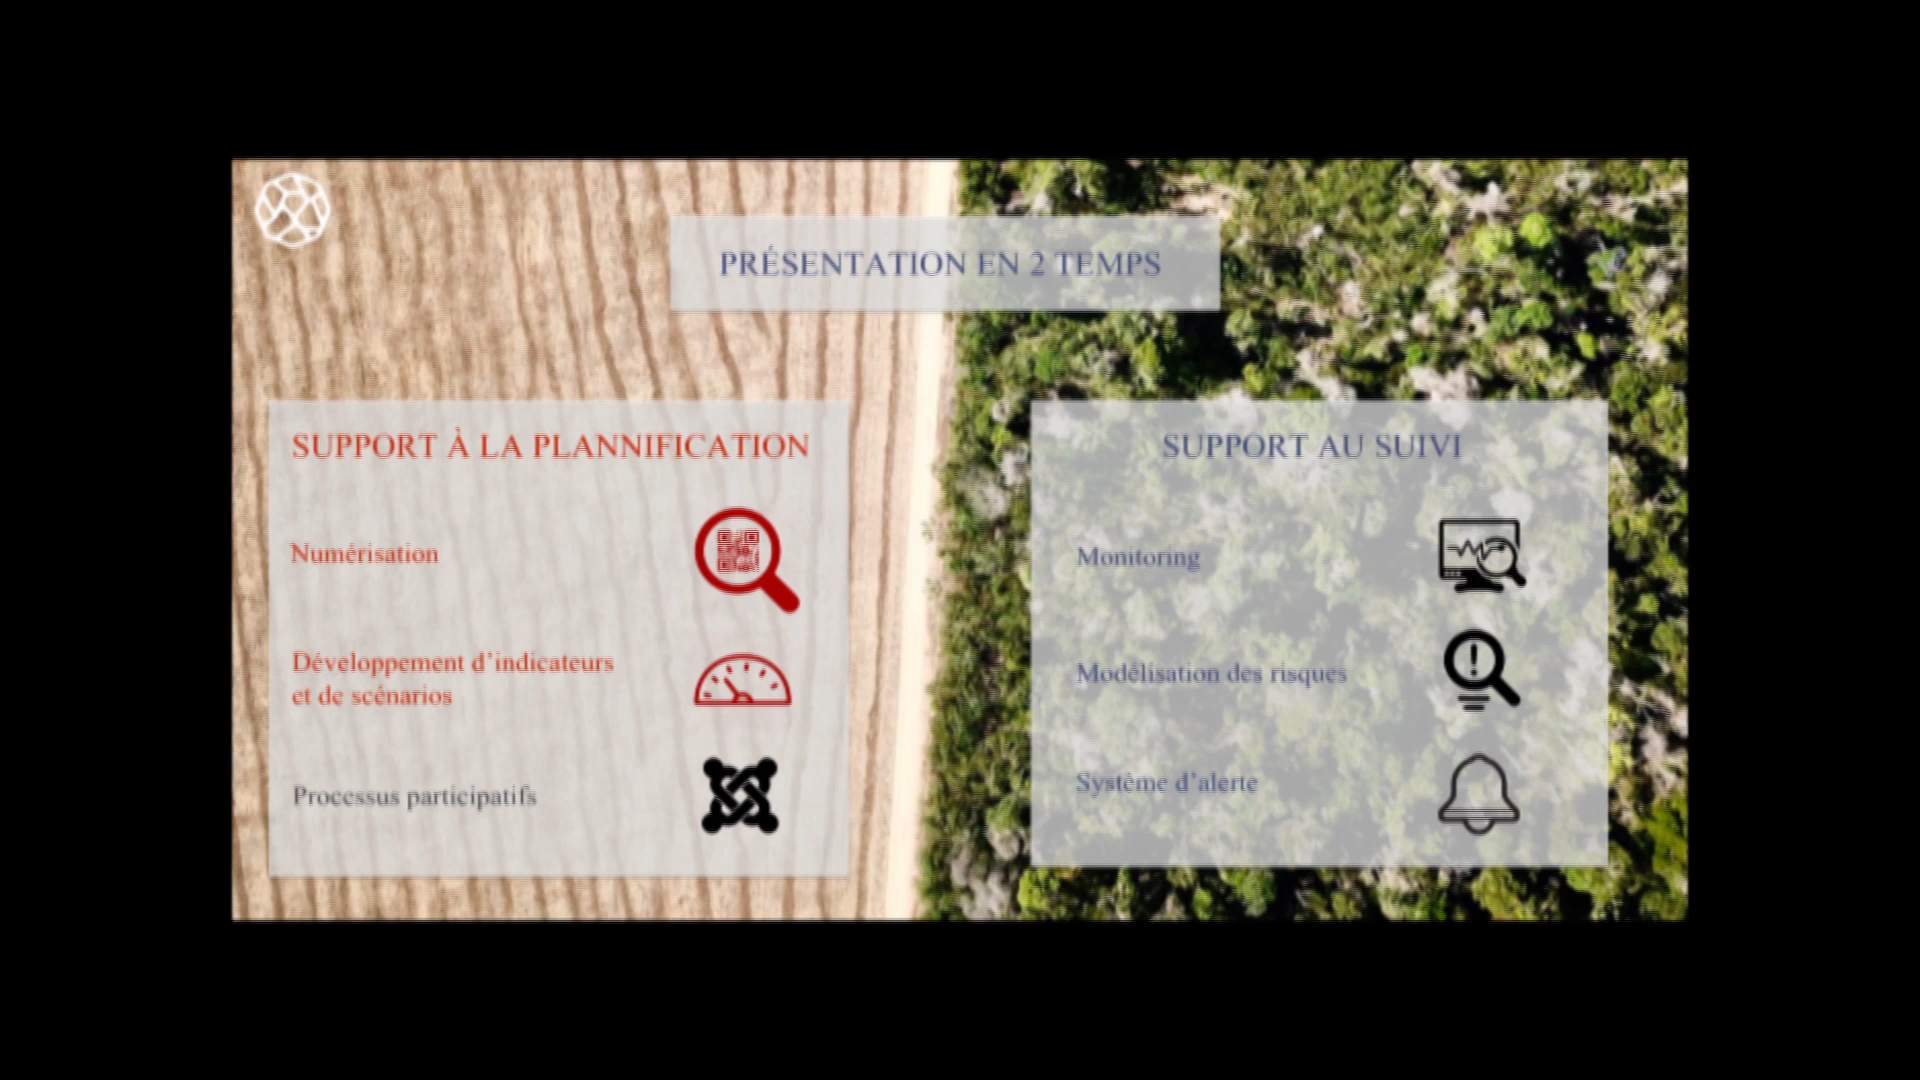 PRÉSENTATION EN 2 TEMPS
SUPPORT À LA PLANNIFICATION
Numérisation
Développement d’indicateurs
et de scénarios
Processus participatifs
SUPPORT AU SUIVI
Monitoring
Modélisation des risques
Système d’alerte